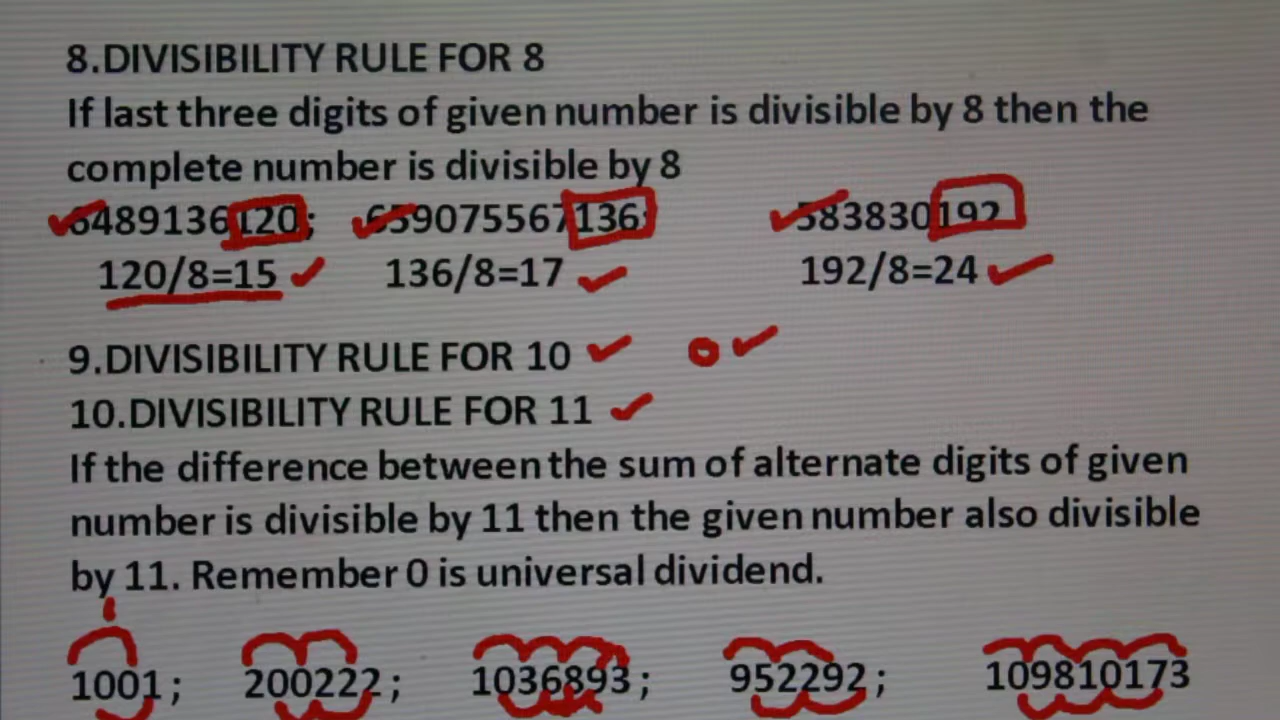 8.DIVISIBILITY RULE FOR 8
If last three digits of given number is divisible by 8 then the
complete number is divisible by 8
6489136120; 659075567136; 583830192
120/8=15 136/8=17 192/8=24
9.DIVISIBILITY RULE FOR 10
10.DIVISIBILITY RULE FOR 11
If the difference between the sum of alternate digits of given
number is divisible by 11 then the given number also divisible
by 11. Remember 0 is universal dividend.
1001; 200222; 1036893; 952292; 109810173